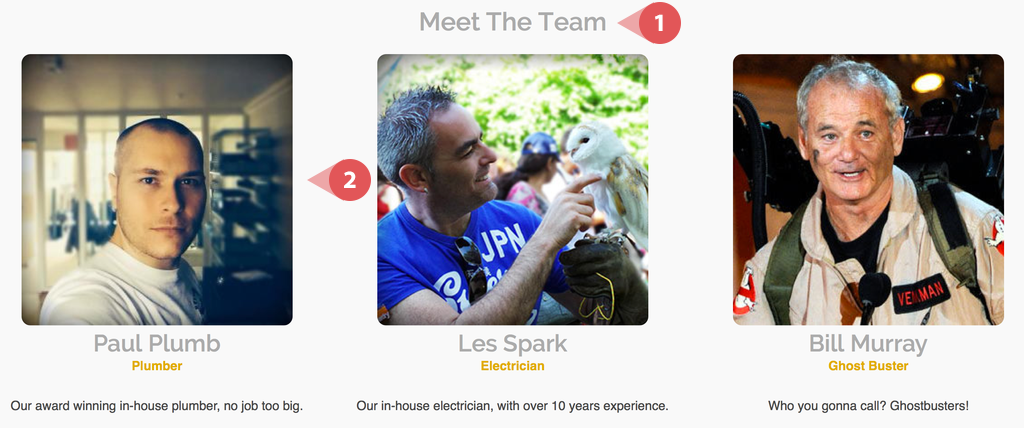 Meet The Team
1
2
JPN
VENKMAN
Paul Plumb
Les Spark
Bill Murray
Plumber
Electrician
Ghost Buster
Our award winning in-house plumber, no job too big.
Our in-house electrician, with over 10 years experience.
Who you gonna call? Ghostbusters!